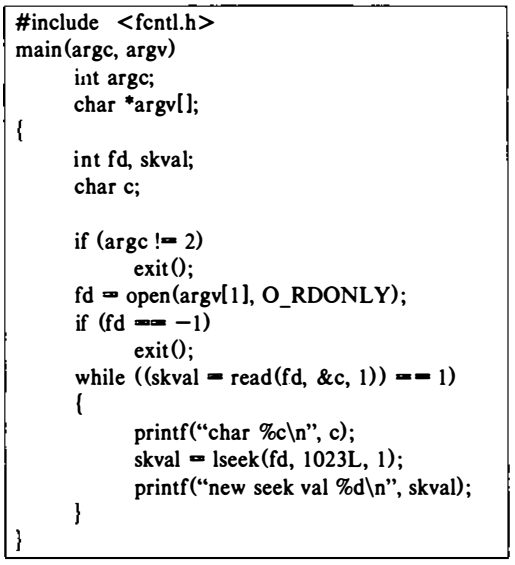 #include <fcntl.h>
main(argc, argv)
int argc;
char *argv[];
{
int fd, skval;
char c;
if (argc != 2)
exit();
fd = open(argv[1], O_RDONLY);
if (fd == −1)
exit();
while ((skval = read(fd, &c, 1)) == 1)
{
printf(“char %c\n”, c);
skval = lseek(fd, 1023L, 1);
printf(“new seek val %d\n”, skval);
}
}